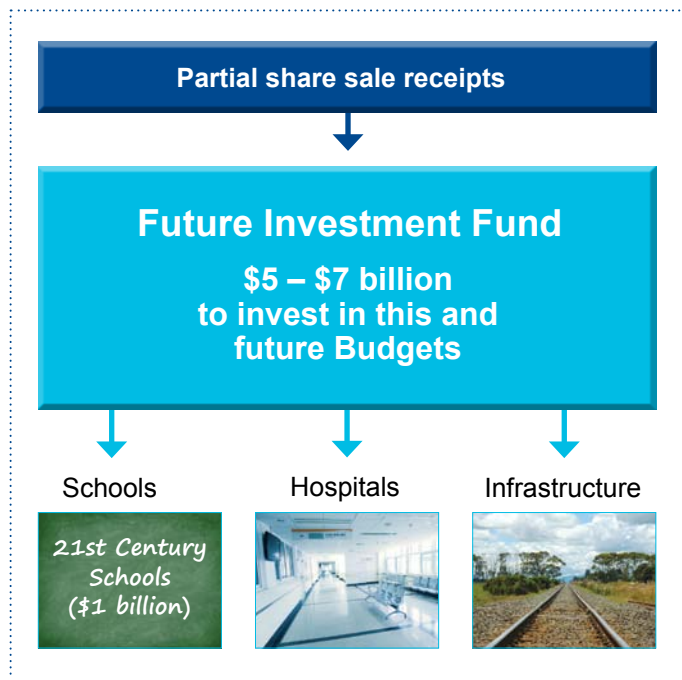 Partial share sale receipts
Future Investment Fund
$5 – $7 billion
to invest in this and
future Budgets
Schools
Hospitals
Infrastructure
21st Century
Schools
($1 billion)